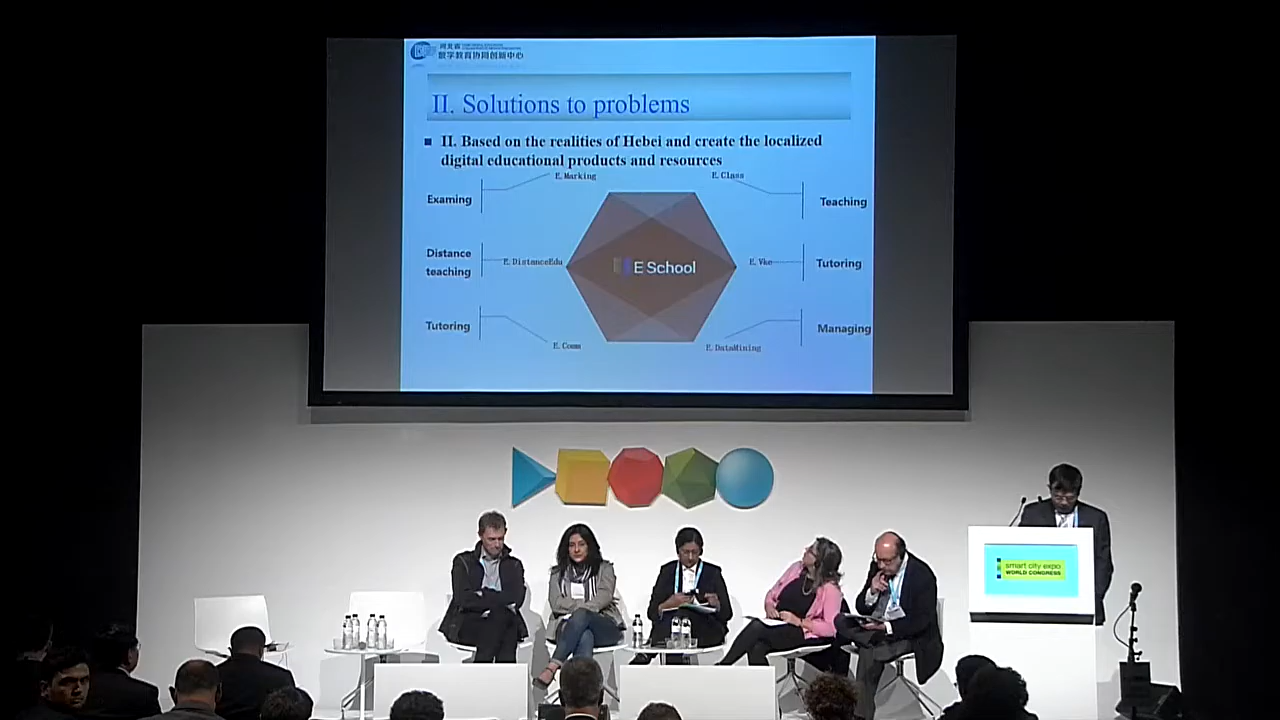 河北省
数字教育协同创新中心
II. Solutions to problems
II. Based on the realities of Hebei and create the localized
digital educational products and resources
E.Marking
E.Class
Examing
Teaching
Distance
teaching
E.DistanceEdu
E School
E.Vke
Tutoring
Tutoring
E.Comm
E.DataMining
Managing
smart city expo
WORLD CONGRESS